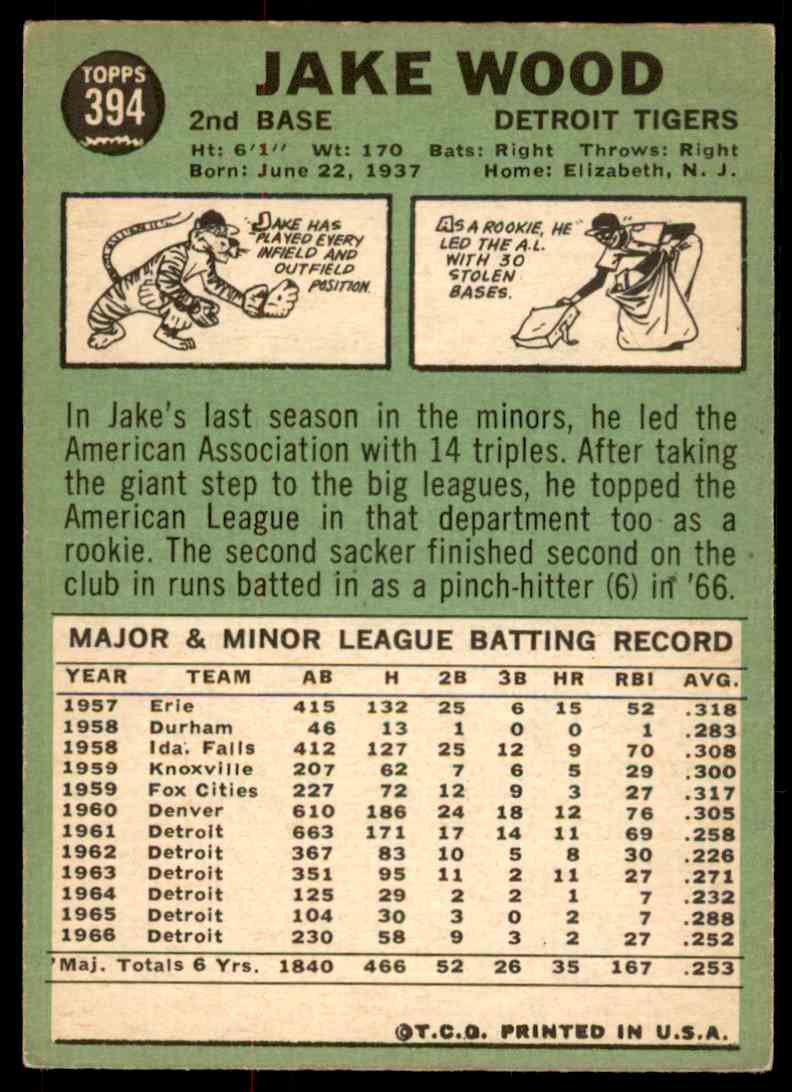 TOPPS
394
JAKE WOOD
2nd BASE DETROIT TIGERS
Ht: 6'1" Wt: 170 Bats: Right Throws: Right
Born: June 22, 1937 Home: Elizabeth, N. J.
JAKE HAS
PLAYED EVERY
INFIELD AND
OUTFIELD
POSITION.
AS A ROOKIE, HE
LED THE A.L.
WITH 30
STOLEN
BASES.
In Jake's last season in the minors, he led the
American Association with 14 triples. After taking
the giant step to the big leagues, he topped the
American League in that department too as a
rookie. The second sacker finished second on the
club in runs batted in as a pinch-hitter (6) in '66.
MAJOR & MINOR LEAGUE BATTING RECORD
YEAR TEAM AB H 2B 3B HR RBI AVG.
1957 Erie 415 132 25 6 15 52 .318
1958 Durham 46 13 1 0 0 1 .283
1958 Ida. Falls 412 127 25 12 9 70 .308
1959 Knoxville 207 62 7 6 5 29 .300
1959 Fox Cities 227 72 12 9 3 27 .317
1960 Denver 610 186 24 18 12 76 .305
1961 Detroit 663 171 17 14 11 69 .258
1962 Detroit 367 83 10 5 8 30 .226
1963 Detroit 351 95 11 2 11 27 .271
1964 Detroit 125 29 2 2 1 7 .232
1965 Detroit 104 30 3 0 2 7 .288
1966 Detroit 230 58 9 3 2 27 .252
Maj. Totals 6 Yrs. 1840 466 52 26 35 167 .253
©T.C.G. PRINTED IN U.S.A.